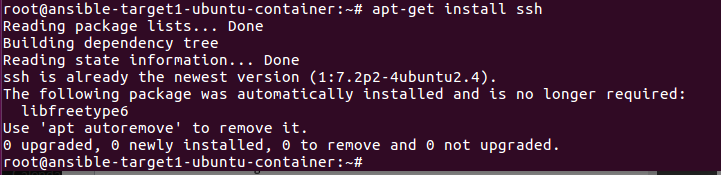 root@ansible-target1-ubuntu-container:~# apt-get install ssh
Reading package lists... Done
Building dependency tree
Reading state information... Done
ssh is already the newest version (1:7.2p2-4ubuntu2.4).
The following package was automatically installed and is no longer required:
  libfreetype6
Use 'apt autoremove' to remove it.
0 upgraded, 0 newly installed, 0 to remove and 0 not upgraded.
root@ansible-target1-ubuntu-container:~#